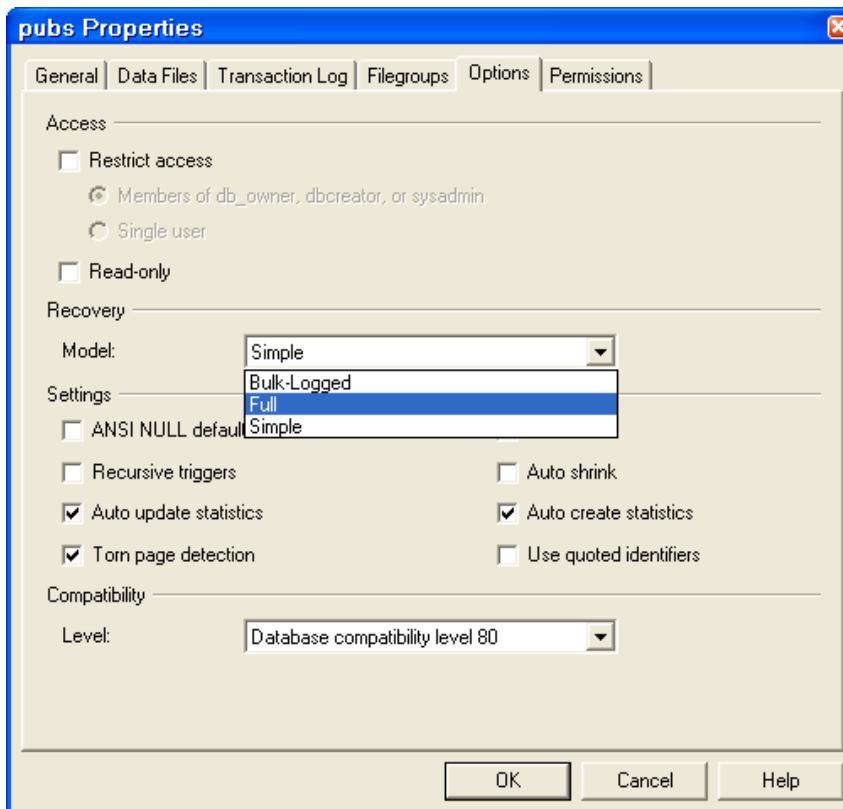 pubs Properties
General Data Files Transaction Log Filegroups Options Permissions
Access
Restrict access
Members of db_owner, dbcreator, or sysadmin
Single user
Read-only
Recovery
Model: Simple
Bulk-Logged
Settings
Full
ANSI NULL default Simple
Recursive triggers Auto shrink
Auto update statistics Auto create statistics
Torn page detection Use quoted identifiers
Compatibility
Level: Database compatibility level 80
OK Cancel Help